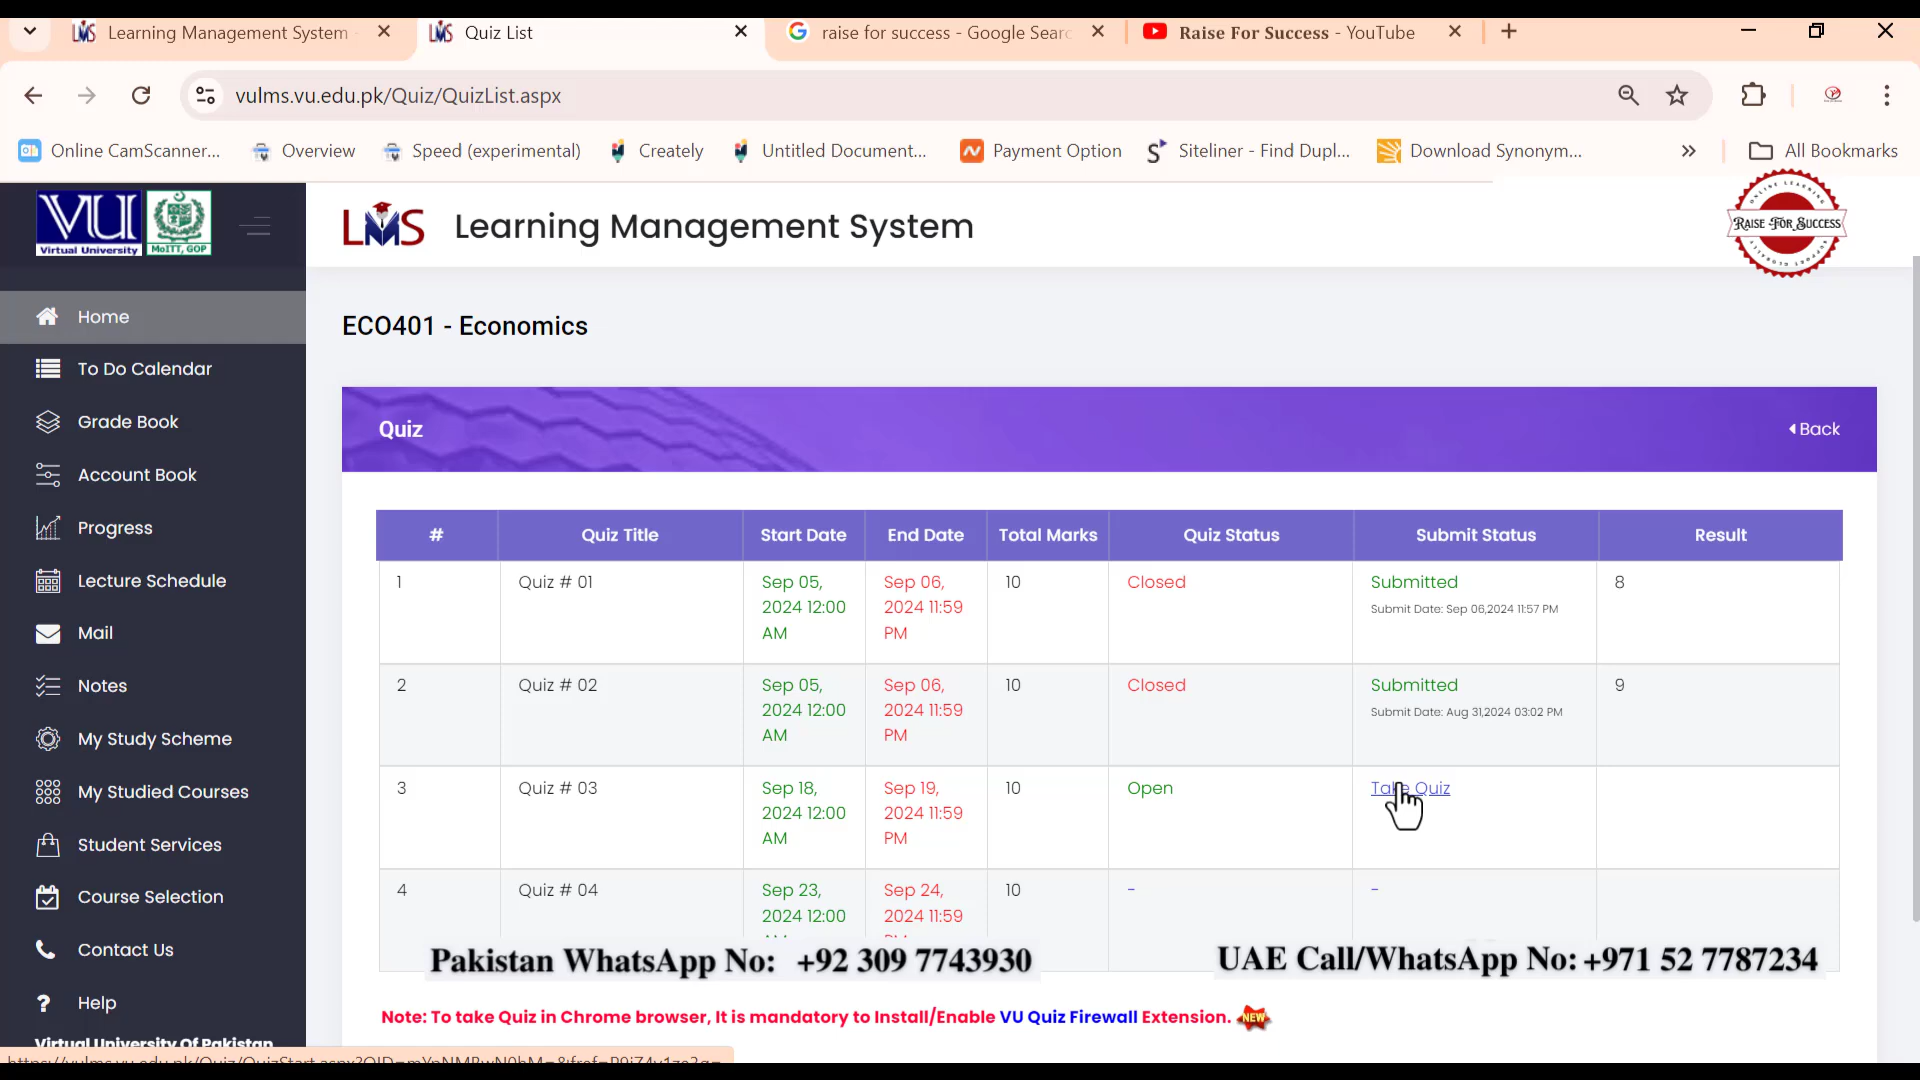 Learning Management System -
Quiz List
raise for success - Google Searc
Raise For Success - YouTube
vulms.vu.edu.pk/Quiz/QuizList.aspx
Online CamScanner...
Overview
Speed (experimental)
Creately
Untitled Document...
Payment Option
Siteliner - Find Dupl...
Download Synonym...
All Bookmarks
VU
Virtual University
MoITT, GOP
LMS
Learning Management System
ONLINE LEARNING
RAISE-FOR-SUCCESS
SUPPORT GLOBALLY
Home
To Do Calendar
Grade Book
Account Book
Progress
Lecture Schedule
Mail
Notes
My Study Scheme
My Studied Courses
Student Services
Course Selection
Contact Us
Help
Virtual University Of Pakistan
ECO401 - Economics
Quiz
Back
# Quiz Title Start Date End Date Total Marks Quiz Status Submit Status Result
1 Quiz # 01 Sep 05, Sep 06, 10 Closed Submitted 8
2024 12:00 2024 11:59 Submit Date: Sep 06,2024 11:57 PM
AM PM
2 Quiz # 02 Sep 05, Sep 06, 10 Closed Submitted 9
2024 12:00 2024 11:59 Submit Date: Aug 31,2024 03:02 PM
AM PM
3 Quiz # 03 Sep 18, Sep 19, 10 Open Take Quiz
2024 12:00 2024 11:59
AM PM
4 Quiz # 04 Sep 23, Sep 24, 10 - -
2024 12:00 2024 11:59
Pakistan WhatsApp No: +92 309 7743930
UAE Call/WhatsApp No: +971 52 7787234
Note: To take Quiz in Chrome browser, It is mandatory to Install/Enable VU Quiz Firewall Extension. NEW